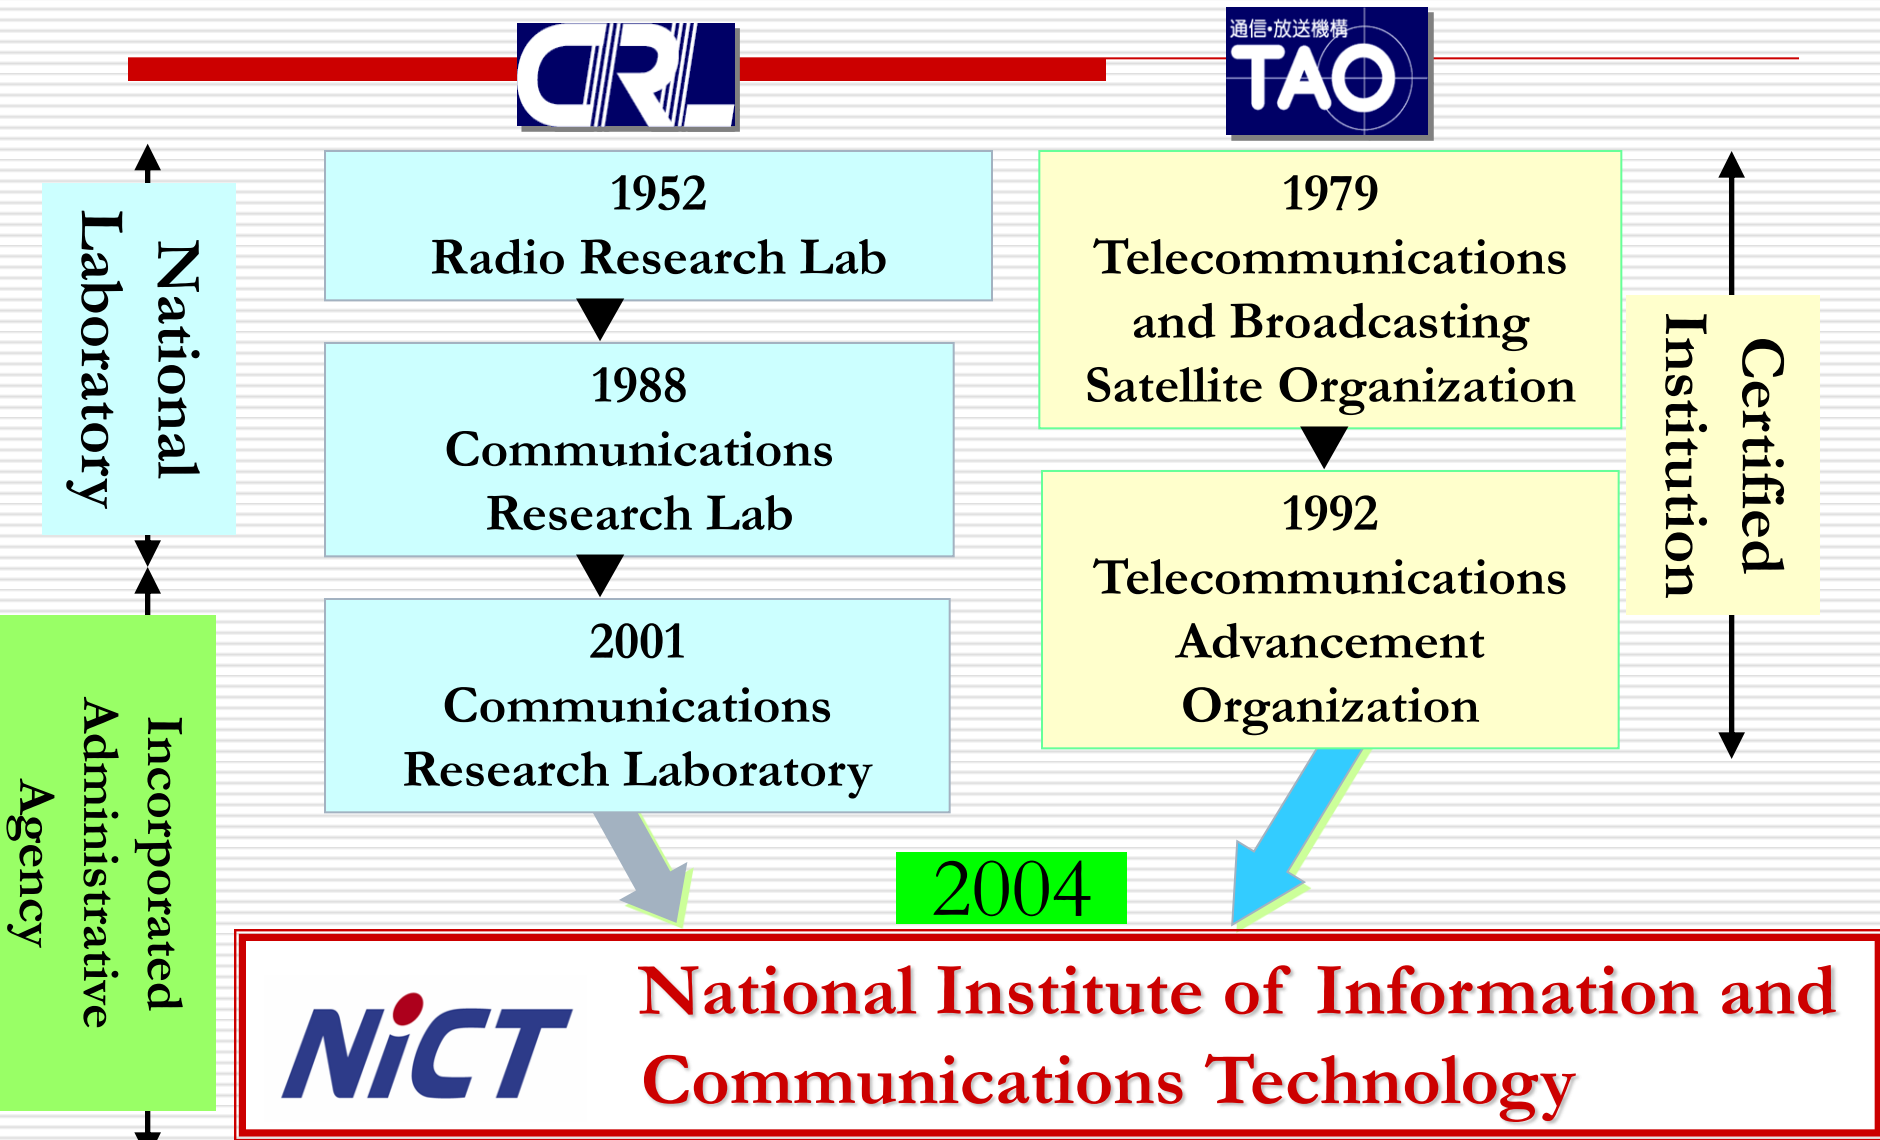 CRL
通信・放送機構
TAO
National
Laboratory
Incorporated
Administrative
Agency
1952
Radio Research Lab
1988
Communications
Research Lab
2001
Communications
Research Laboratory
1979
Telecommunications
and Broadcasting
Satellite Organization
1992
Telecommunications
Advancement
Organization
Certified
Institution
2004
NiCT
National Institute of Information and
Communications Technology